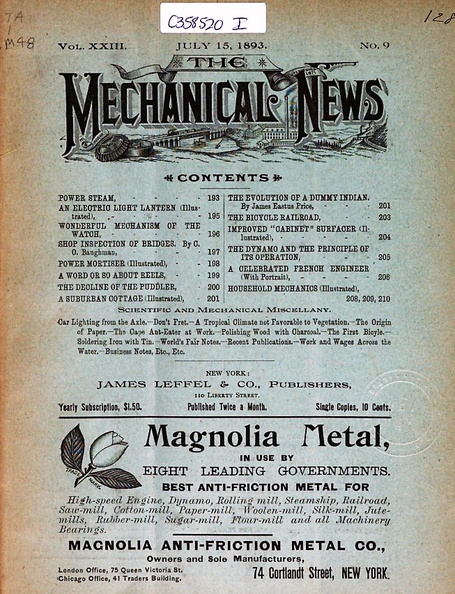 7A
M48
C358520 I
128
VOL. XXIII. JULY 15, 1893. No. 9
THE
MECHANICAL NEWS
CONTENTS
POWER STEAM, - - - - - 193
AN ELECTRIC LIGHT LANTERN (Illus-
trated), - - - - - 195
WONDERFUL MECHANISM OF THE
WATCH, - - - - - 196
SHOP INSPECTION OF BRIDGES. By C.
O. Baughman, - - - - - 197
POWER MORTISER (Illustrated), - - 198
A WORD OR SO ABOUT REELS, - - - 199
THE DECLINE OF THE PUDDLER, - - 200
A SUBURBAN COTTAGE (Illustrated), - - 201
THE EVOLUTION OF A DUMMY INDIAN.
By James Eastus Price, - - - 201
THE BICYCLE RAILROAD, - - - 203
IMPROVED "CABINET" SURFACER (Il-
lustrated), - - - - - 204
THE DYNAMO AND THE PRINCIPLE OF
ITS OPERATION, - - - - 205
A CELEBRATED FRENCH ENGINEER
(With Portrait), - - - - 206
HOUSEHOLD MECHANICS (Illustrated),
208, 209, 210
SCIENTIFIC AND MECHANICAL MISCELLANY.
Car Lighting from the Axle.—Don't Fret.—A Tropical Climate not Favorable to Vegetation.—The Origin
of Paper.—The Cape Ant-Eater at Work.—Polishing Wood with Charcoal.—The First Bicyle.—
Soldering Iron with Tin.—World's Fair Notes.—Recent Publications.—Work and Wages Across the
Water.—Business Notes, Etc., Etc.
NEW YORK:
JAMES LEFFEL & CO., PUBLISHERS,
110 LIBERTY STREET.
Yearly Subscription, $1.50. Published Twice a Month. Single Copies, 10 Cents.
TRADE MARK
Magnolia Metal,
IN USE BY
EIGHT LEADING GOVERNMENTS.
BEST ANTI-FRICTION METAL FOR
High-speed Engine, Dynamo, Rolling mill, Steamship, Railroad,
Saw-mill, Cotton-mill, Paper-mill, Woolen-mill, Silk-mill, Jute-
mills, Rubber-mill, Sugar-mill, Flour-mill and all Machinery
Bearings.
MAGNOLIA ANTI-FRICTION METAL CO.,
Owners and Sole Manufacturers,
London Office, 75 Queen Victoria St.
Chicago Office, 41 Traders Building.
74 Cortlandt Street, NEW YORK.